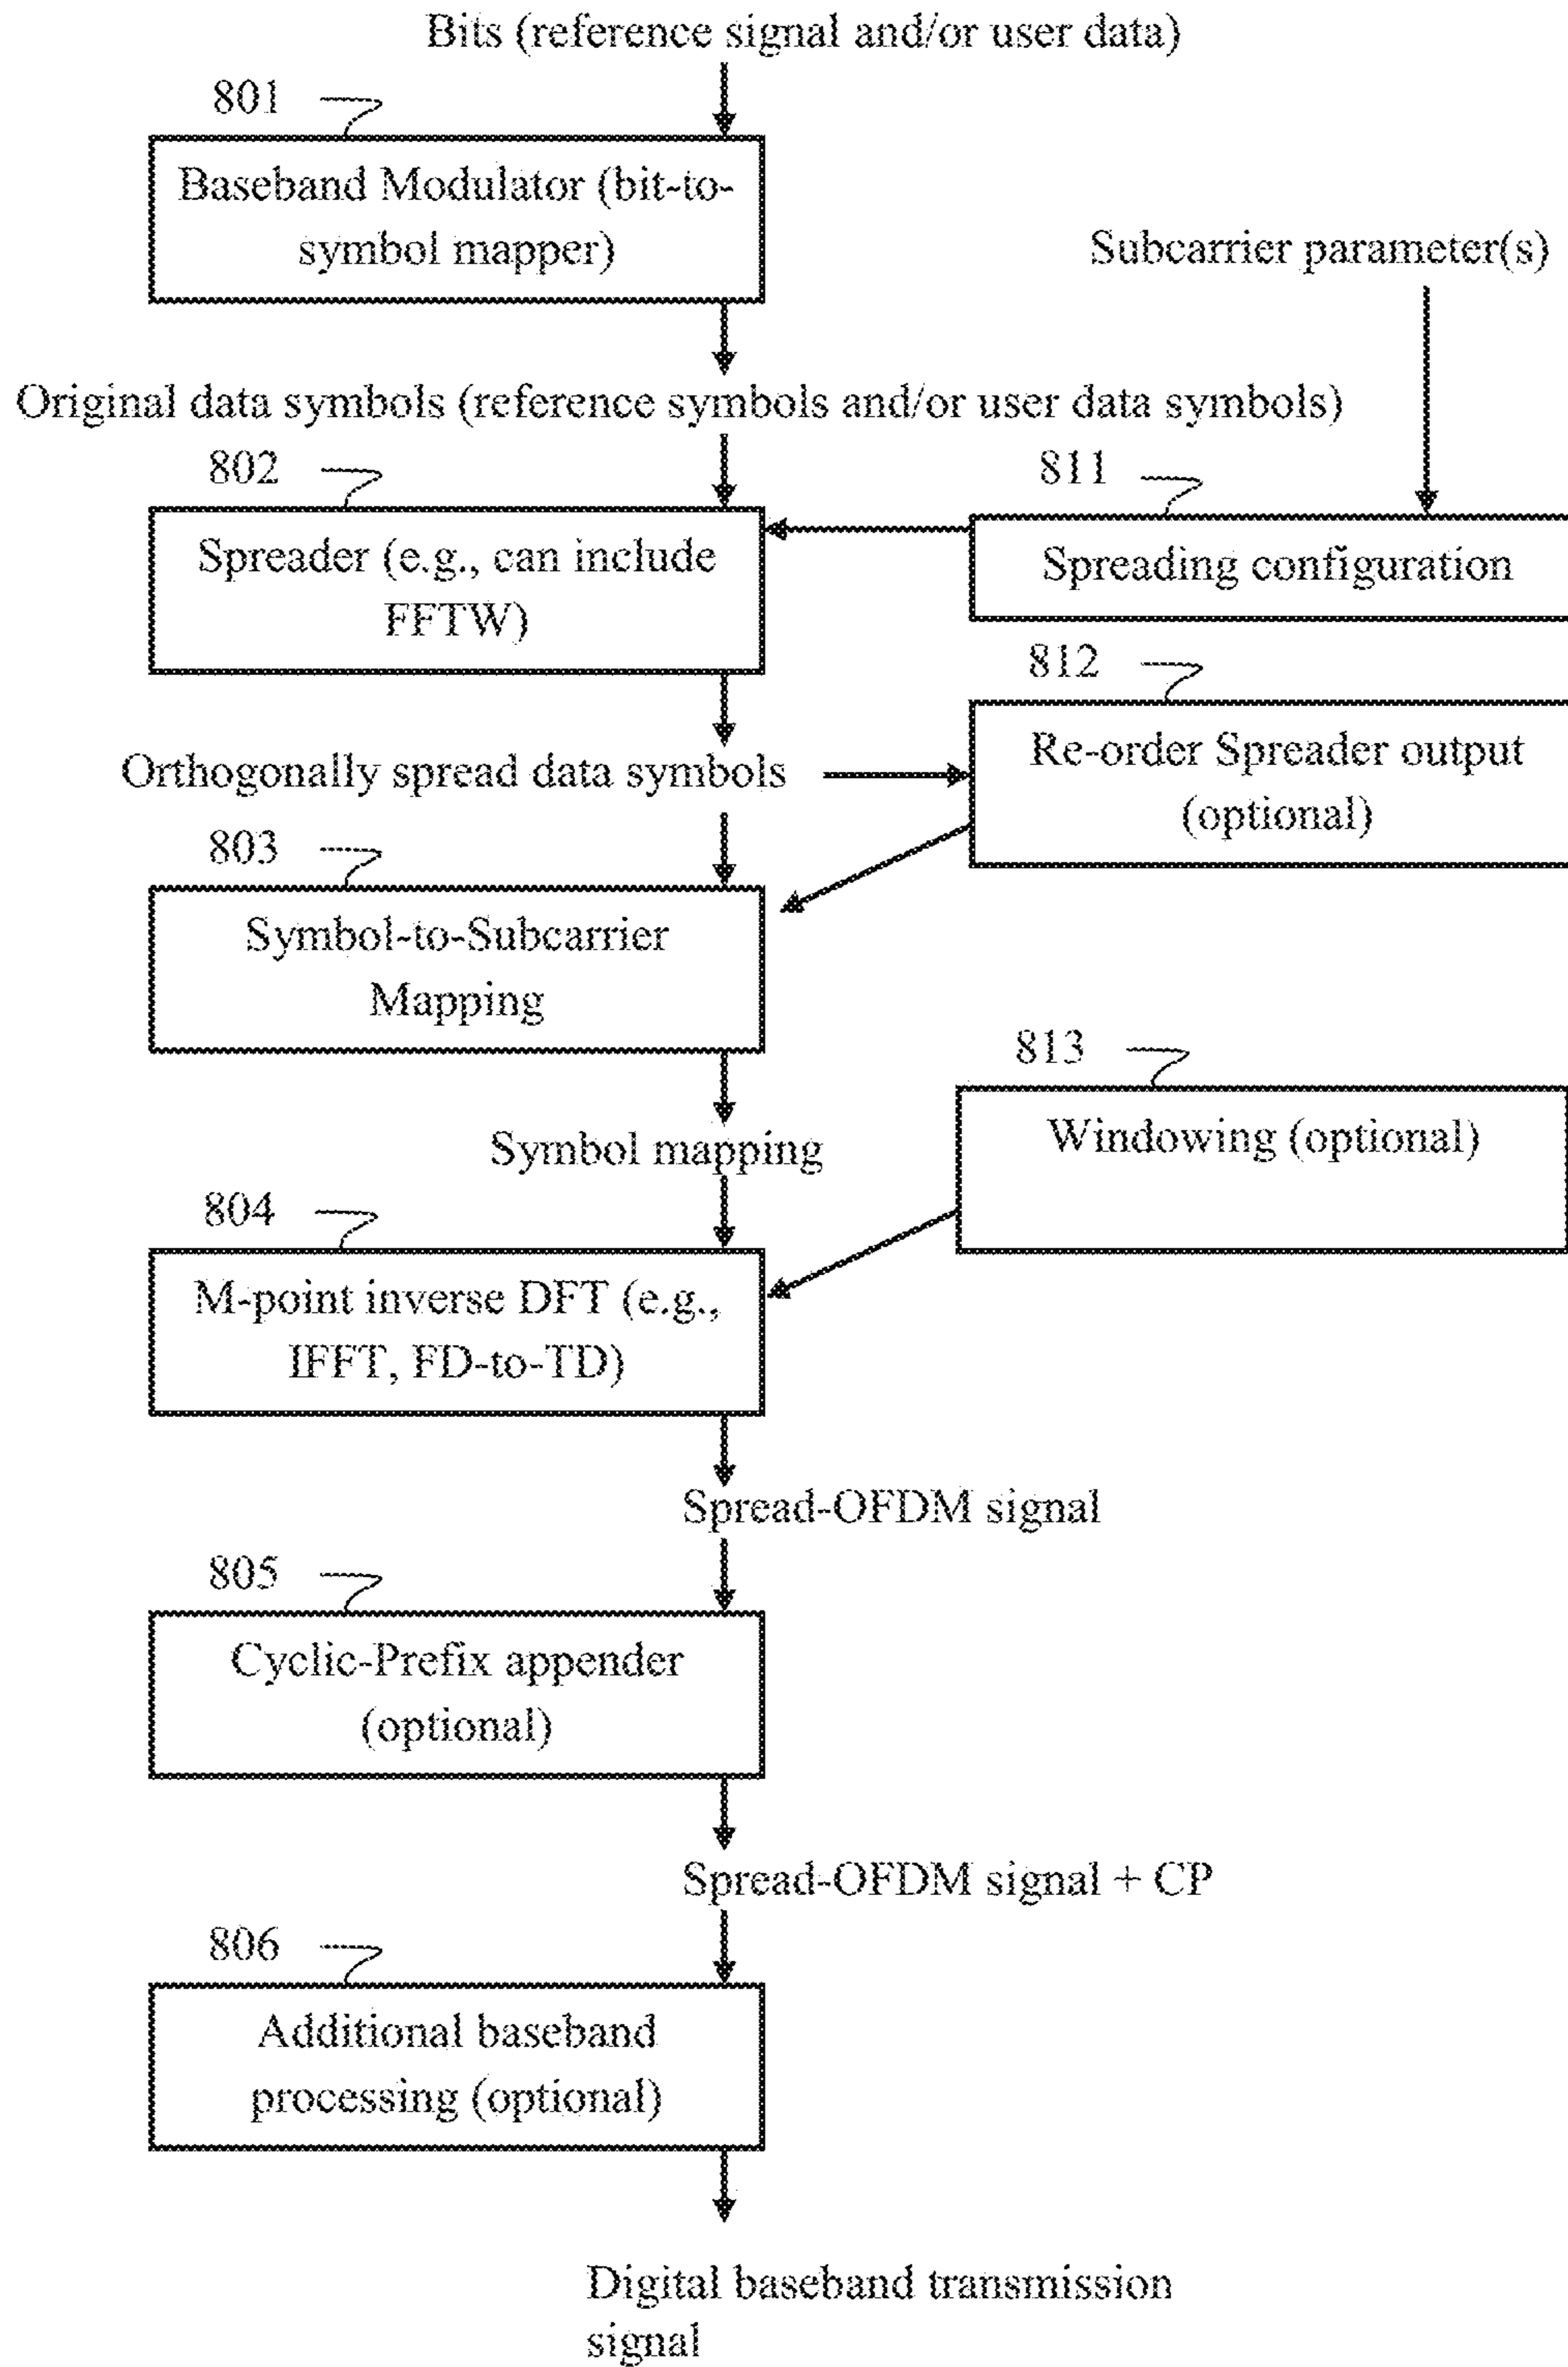 Bits (reference signal and/or user data)
801
Baseband Modulator (bit-to-
symbol mapper)
Subcarrier parameter(s)
Original data symbols (reference symbols and/or user data symbols)
802
811
Spreader (e.g., can include
FFTW)
Spreading configuration
812
Re-order Spreader output
(optional)
Orthogonally spread data symbols
803
Symbol-to-Subcarrier
Mapping
813
Windowing (optional)
Symbol mapping
804
M-point inverse DFT (e.g.,
IFFT, FD-to-TD)
Spread-OFDM signal
805
Cyclic-Prefix appender
(optional)
Spread-OFDM signal + CP
806
Additional baseband
processing (optional)
Digital baseband transmission
signal